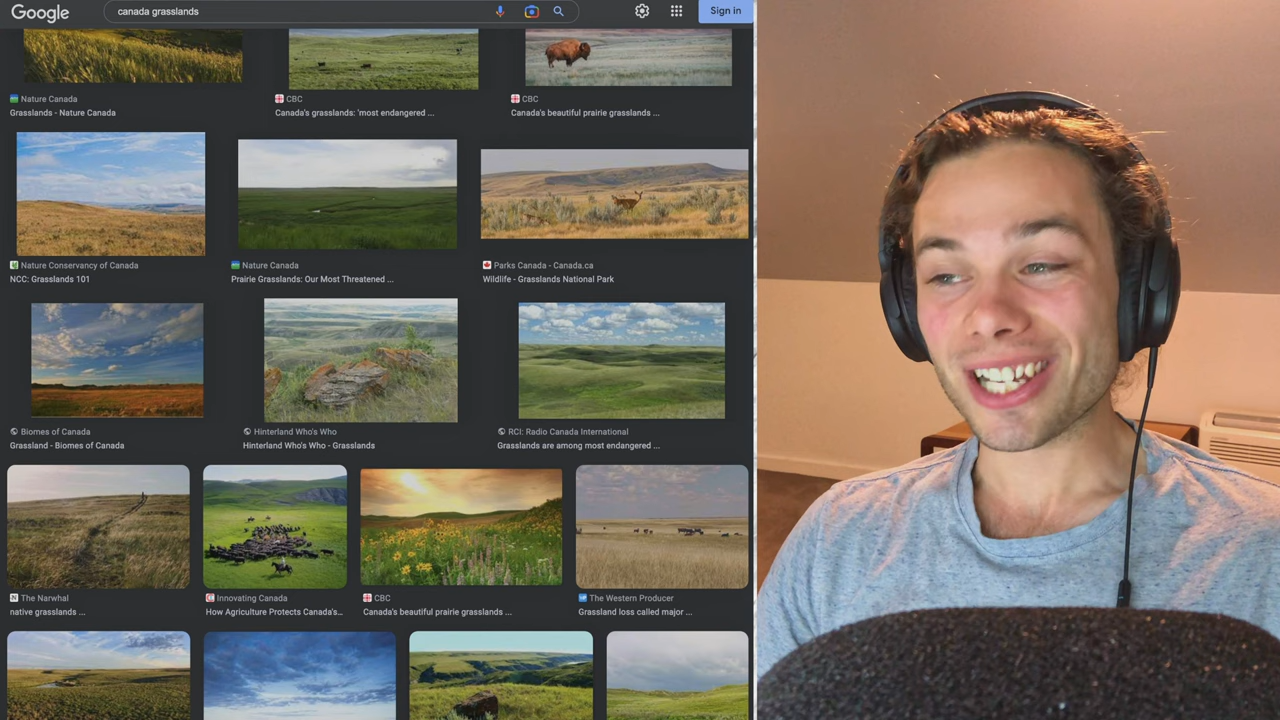 Google
canada grasslands
Sign in
Nature Canada
Grasslands - Nature Canada
CBC
Canada's grasslands: 'most endangered ...
CBC
Canada's beautiful prairie grasslands ...
Nature Conservancy of Canada
NCC: Grasslands 101
Nature Canada
Prairie Grasslands: Our Most Threatened ...
Parks Canada - Canada.ca
Wildlife - Grasslands National Park
Biomes of Canada
Grassland - Biomes of Canada
Hinterland Who's Who
Hinterland Who's Who - Grasslands
RCI: Radio Canada International
Grasslands are among most endangered ...
The Narwhal
native grasslands ...
Innovating Canada
How Agriculture Protects Canada's...
CBC
Canada's beautiful prairie grasslands ...
The Western Producer
Grassland loss called major ...